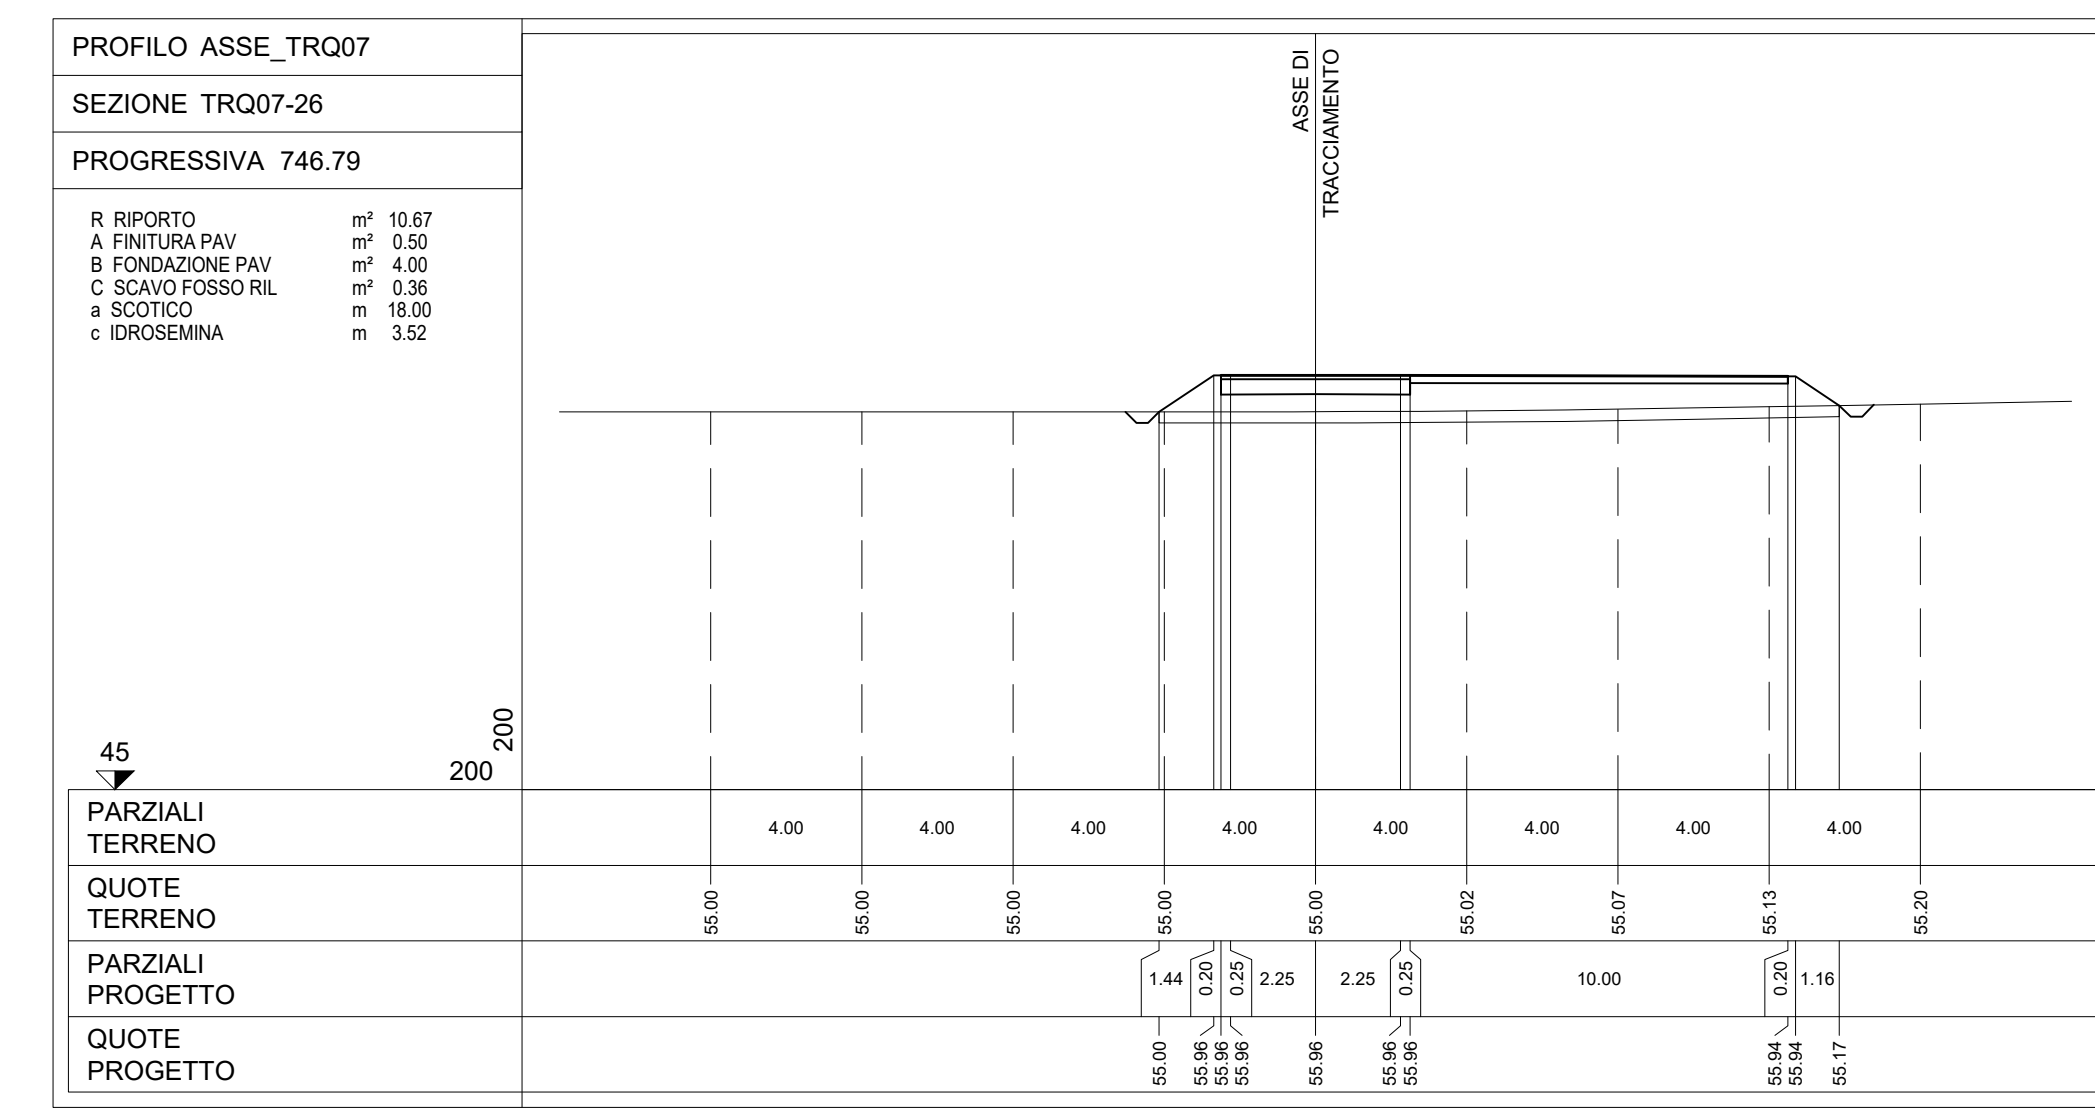 PROFILO ASSE_TRQ07
SEZIONE TRQ07-26
PROGRESSIVA 746.79
R RIPORTO m² 10.67
A FINITURA PAV m² 0.50
B FONDAZIONE PAV m² 4.00
C SCAVO FOSSO RIL m² 0.36
a SCOTICO m 18.00
c IDROSEMINA m 3.52
ASSE DI
TRACCIAMENTO
45
200
200
PARZIALI
TERRENO
4.00 4.00 4.00 4.00 4.00 4.00 4.00 4.00
QUOTE
TERRENO
55.00 55.00 55.00 55.00 55.00 55.02 55.07 55.13 55.20
PARZIALI
PROGETTO
1.44 0.20 0.25 2.25 2.25 0.25 10.00 0.20 1.16
QUOTE
PROGETTO
55.00 55.96 55.96 55.96 55.96 55.96 55.96 55.94 55.94 55.17